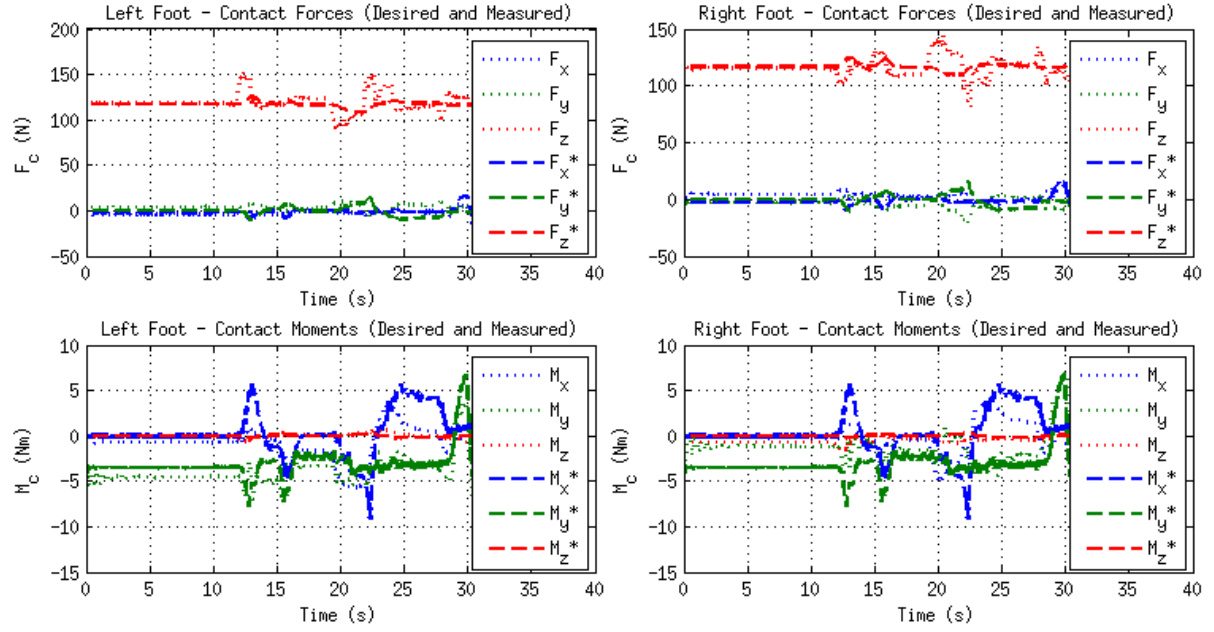 Left Foot - Contact Forces (Desired and Measured)
200
150
100
50
0
-50
F_c (N)
0 5 10 15 20 25 30 35 40
Time (s)
F_x
F_y
F_z
F_x*
F_y*
F_z*
Right Foot - Contact Forces (Desired and Measured)
150
100
50
0
-50
F_c (N)
0 5 10 15 20 25 30 35 40
Time (s)
F_x
F_y
F_z
F_x*
F_y*
F_z*
Left Foot - Contact Moments (Desired and Measured)
10
5
0
-5
-10
-15
M_c (Nm)
0 5 10 15 20 25 30 35 40
Time (s)
M_x
M_y
M_z
M_x*
M_y*
M_z*
Right Foot - Contact Moments (Desired and Measured)
10
5
0
-5
-10
-15
M_c (Nm)
0 5 10 15 20 25 30 35 40
Time (s)
M_x
M_y
M_z
M_x*
M_y*
M_z*